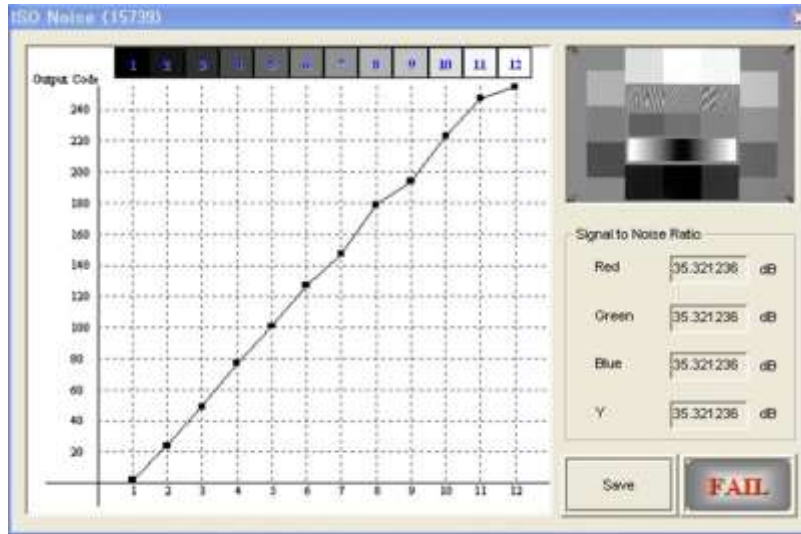 ISO Noise (15739)
1 2 3 4 5 6 7 8 9 10 11 12
Output Code
240
220
200
180
160
140
120
100
80
60
40
20
1 2 3 4 5 6 7 8 9 10 11 12
Signal to Noise Ratio
Red 35.321236 dB
Green 35.321236 dB
Blue 35.321236 dB
Y 35.321236 dB
Save
FAIL